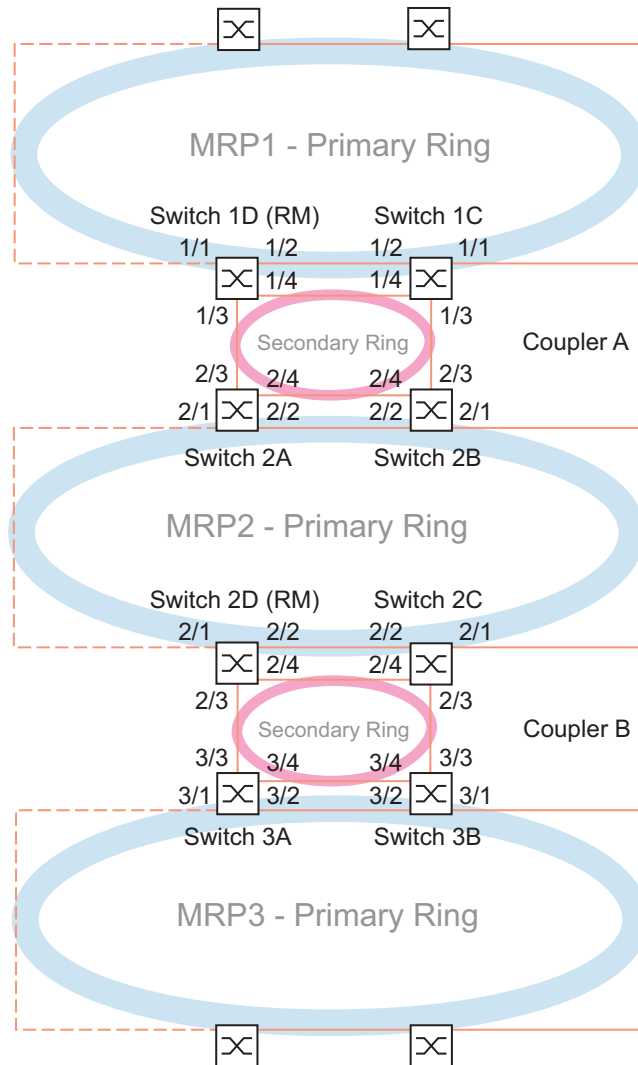 MRP1 - Primary Ring
Switch 1D (RM) Switch 1C
1/1 1/2 1/2 1/1
1/4 1/4
1/3 1/3
Secondary Ring Coupler A
2/3 2/4 2/4 2/3
2/1 2/2 2/2 2/1
Switch 2A Switch 2B
MRP2 - Primary Ring
Switch 2D (RM) Switch 2C
2/1 2/2 2/2 2/1
2/4 2/4
2/3 2/3
Secondary Ring Coupler B
3/3 3/4 3/4 3/3
3/1 3/2 3/2 3/1
Switch 3A Switch 3B
MRP3 - Primary Ring